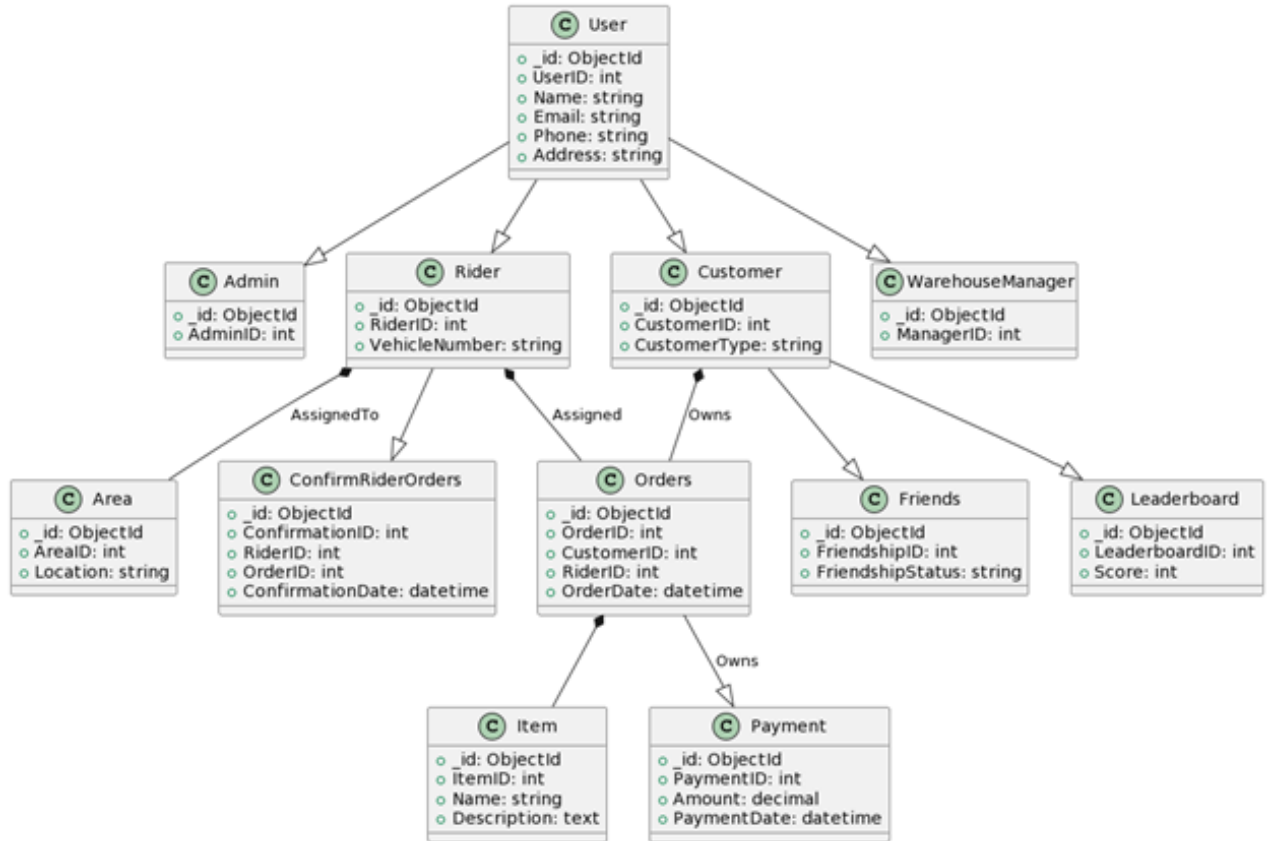 C User
_id: ObjectId
UserID: int
Name: string
Email: string
Phone: string
Address: string
C Admin
_id: ObjectId
AdminID: int
C Rider
_id: ObjectId
RiderID: int
VehicleNumber: string
C Customer
_id: ObjectId
CustomerID: int
CustomerType: string
C WarehouseManager
_id: ObjectId
ManagerID: int
AssignedTo
Assigned
Owns
C Area
_id: ObjectId
AreaID: int
Location: string
C ConfirmRiderOrders
_id: ObjectId
ConfirmationID: int
RiderID: int
OrderID: int
ConfirmationDate: datetime
C Orders
_id: ObjectId
OrderID: int
CustomerID: int
RiderID: int
OrderDate: datetime
C Friends
_id: ObjectId
FriendshipID: int
FriendshipStatus: string
C Leaderboard
_id: ObjectId
LeaderboardID: int
Score: int
Owns
C Item
_id: ObjectId
ItemID: int
Name: string
Description: text
C Payment
_id: ObjectId
PaymentID: int
Amount: decimal
PaymentDate: datetime